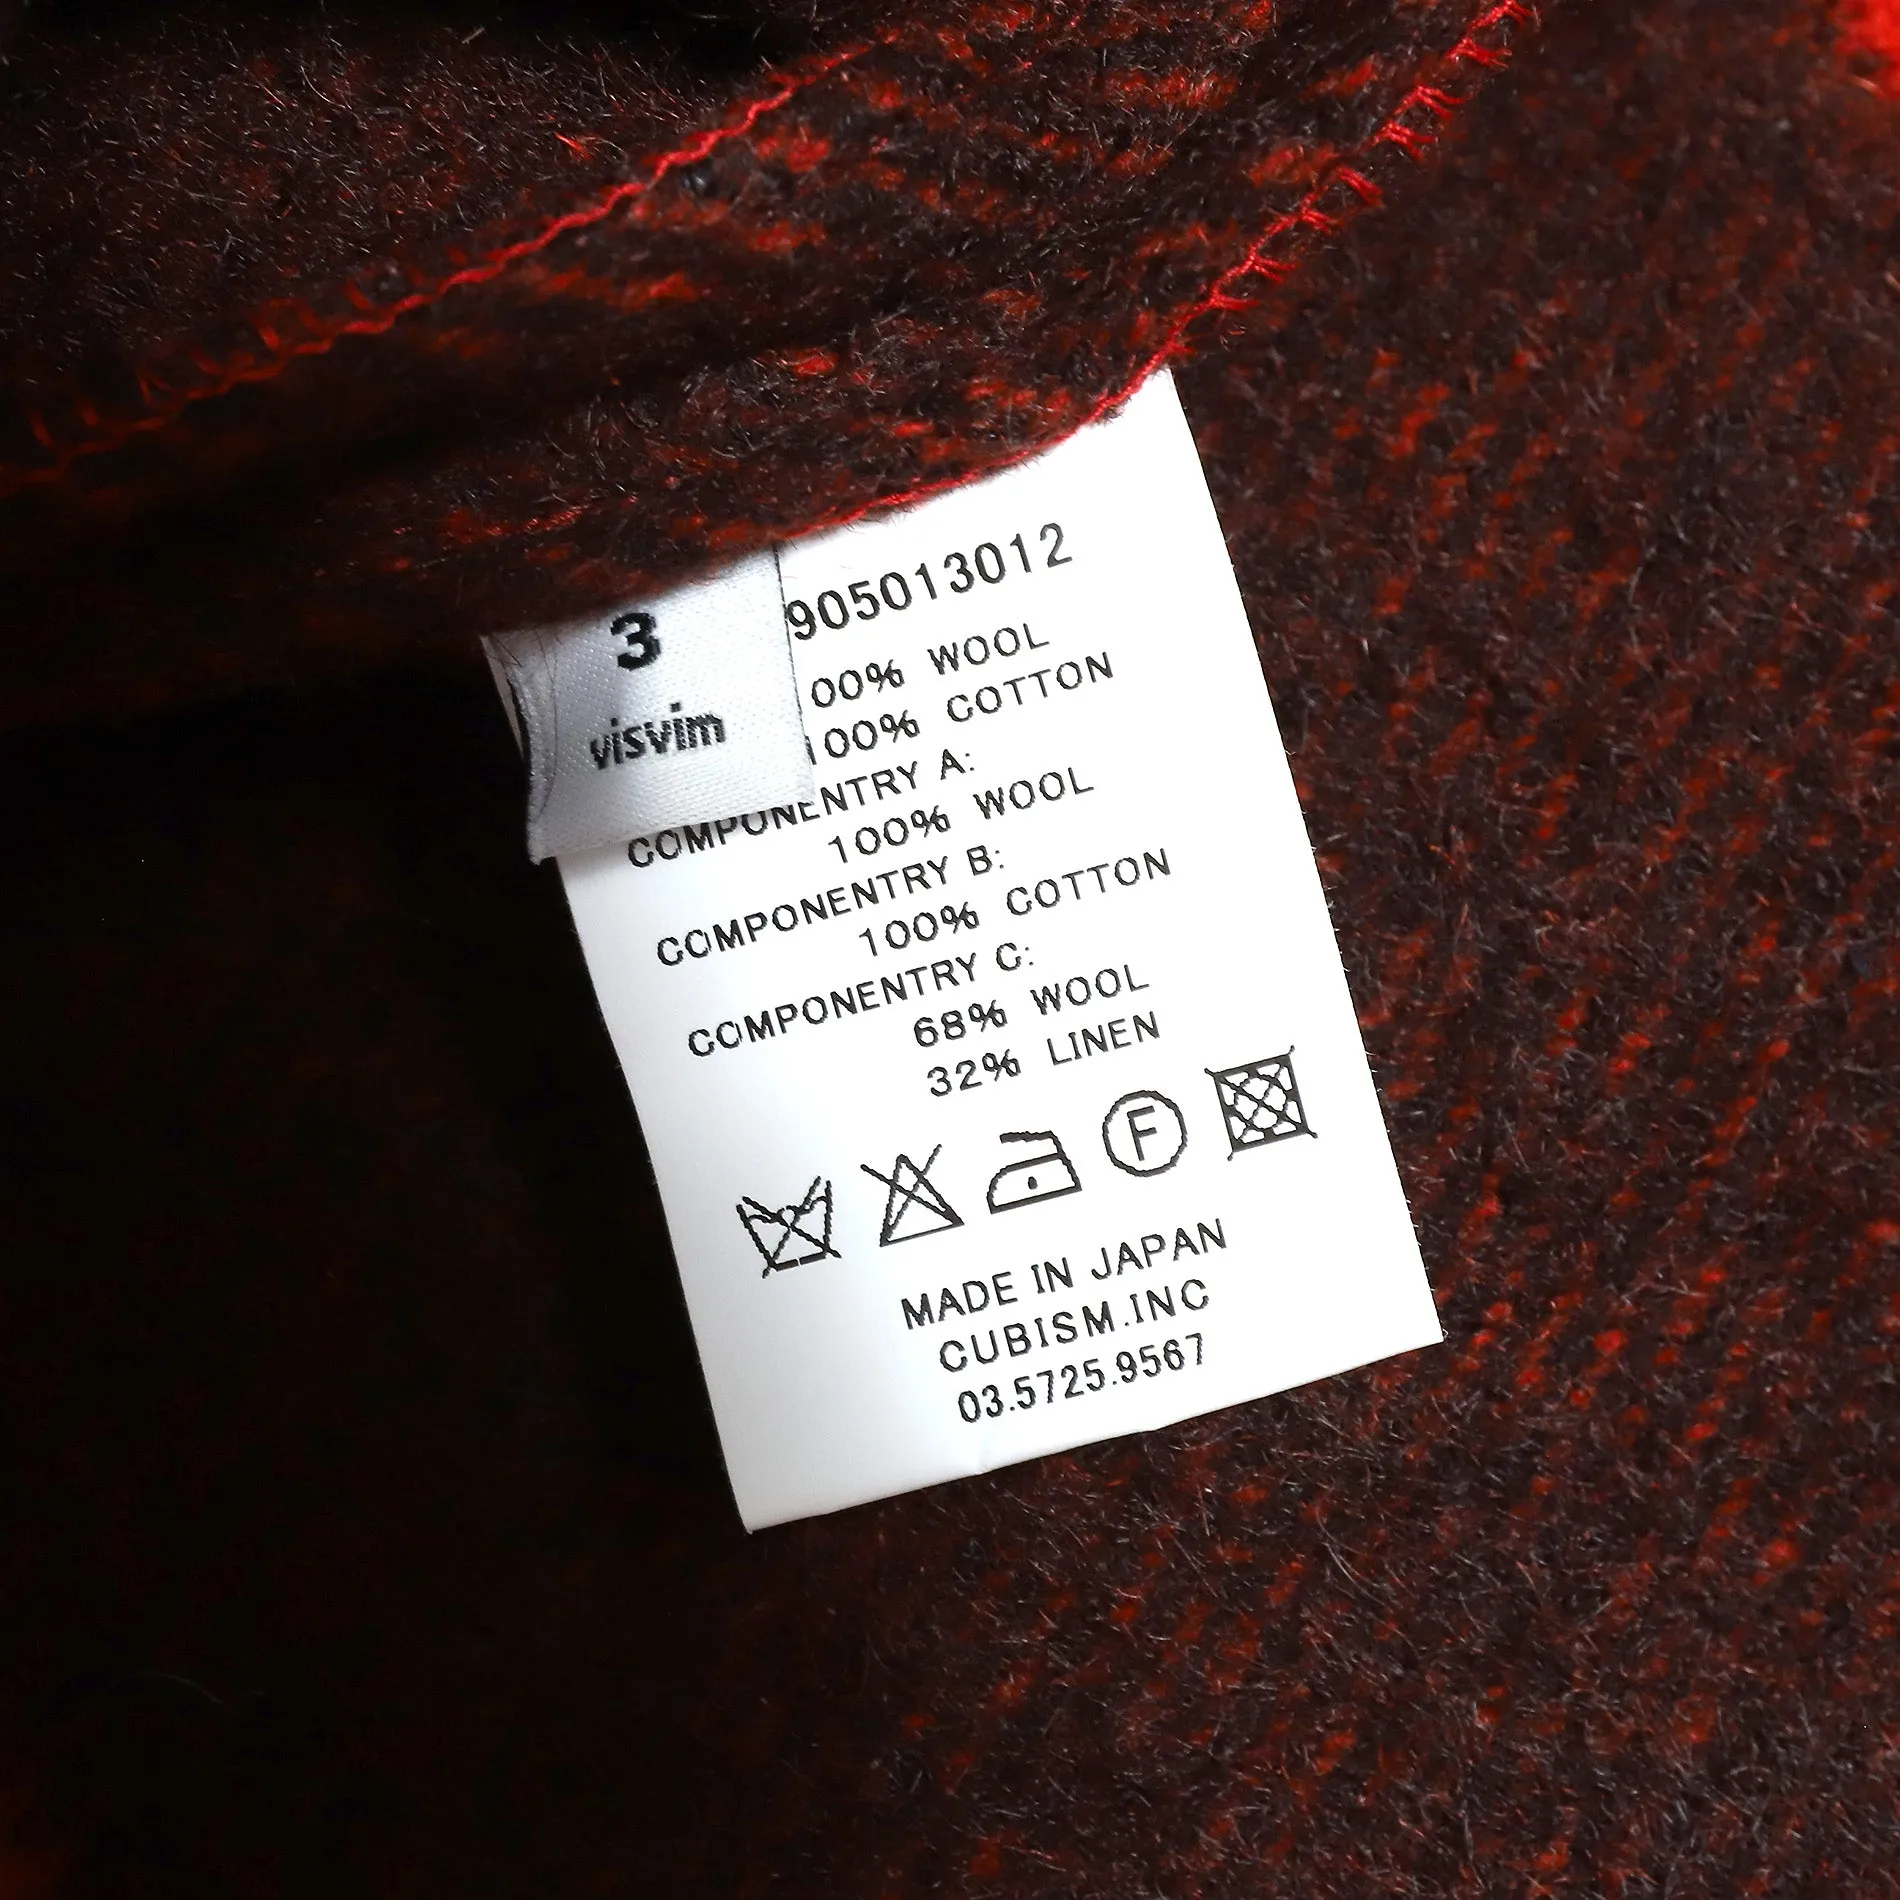 3
visvim
905013012
00% WOOL
100% COTTON
COMPONENTRY A:
100% WOOL
COMPONENTRY B:
100% COTTON
COMPONENTRY C:
68% WOOL
32% LINEN
F
MADE IN JAPAN
CUBISM.INC
03.5725.9567